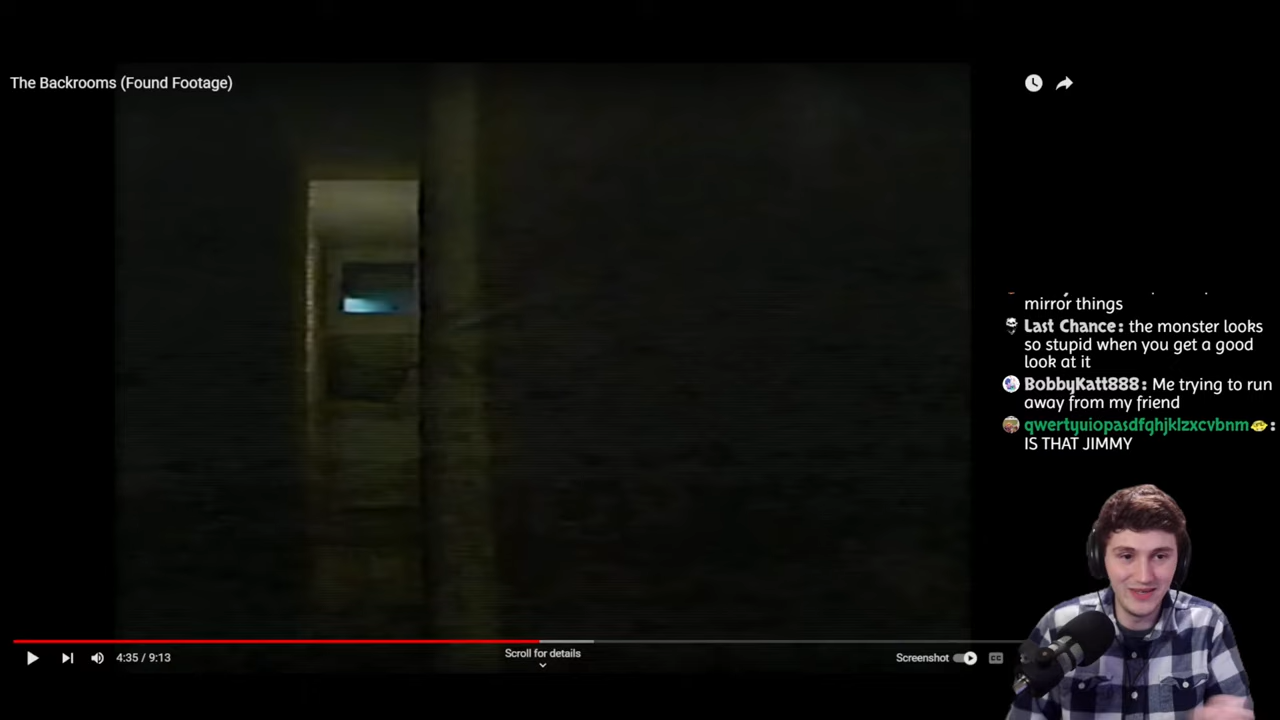 The Backrooms (Found Footage)
mirror things
Last Chance: the monster looks
so stupid when you get a good
look at it
BobbyKatt888: Me trying to run
away from my friend
qwertyuiopasdfghjklzxcvbnm:
IS THAT JIMMY
Scroll for details
4:35 / 9:13
Screenshot
CC